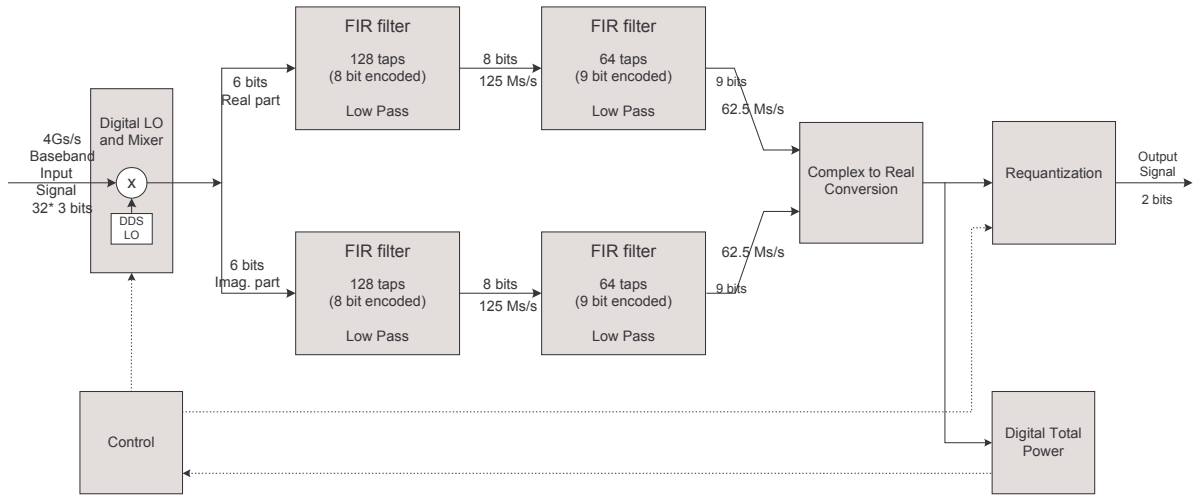 FIR filter
128 taps
(8 bit encoded)
Low Pass
8 bits
125 Ms/s
FIR filter
64 taps
(9 bit encoded)
Low Pass
9 bits
62.5 Ms/s
6 bits
Real part
4Gs/s
Baseband
Input
Signal
32* 3 bits
Digital LO
and Mixer
X
DDS
LO
Complex to Real
Conversion
Requantization
Output
Signal
2 bits
6 bits
Imag. part
FIR filter
128 taps
(8 bit encoded)
Low Pass
8 bits
125 Ms/s
FIR filter
64 taps
(9 bit encoded)
Low Pass
62.5 Ms/s
9 bits
Control
Digital Total
Power